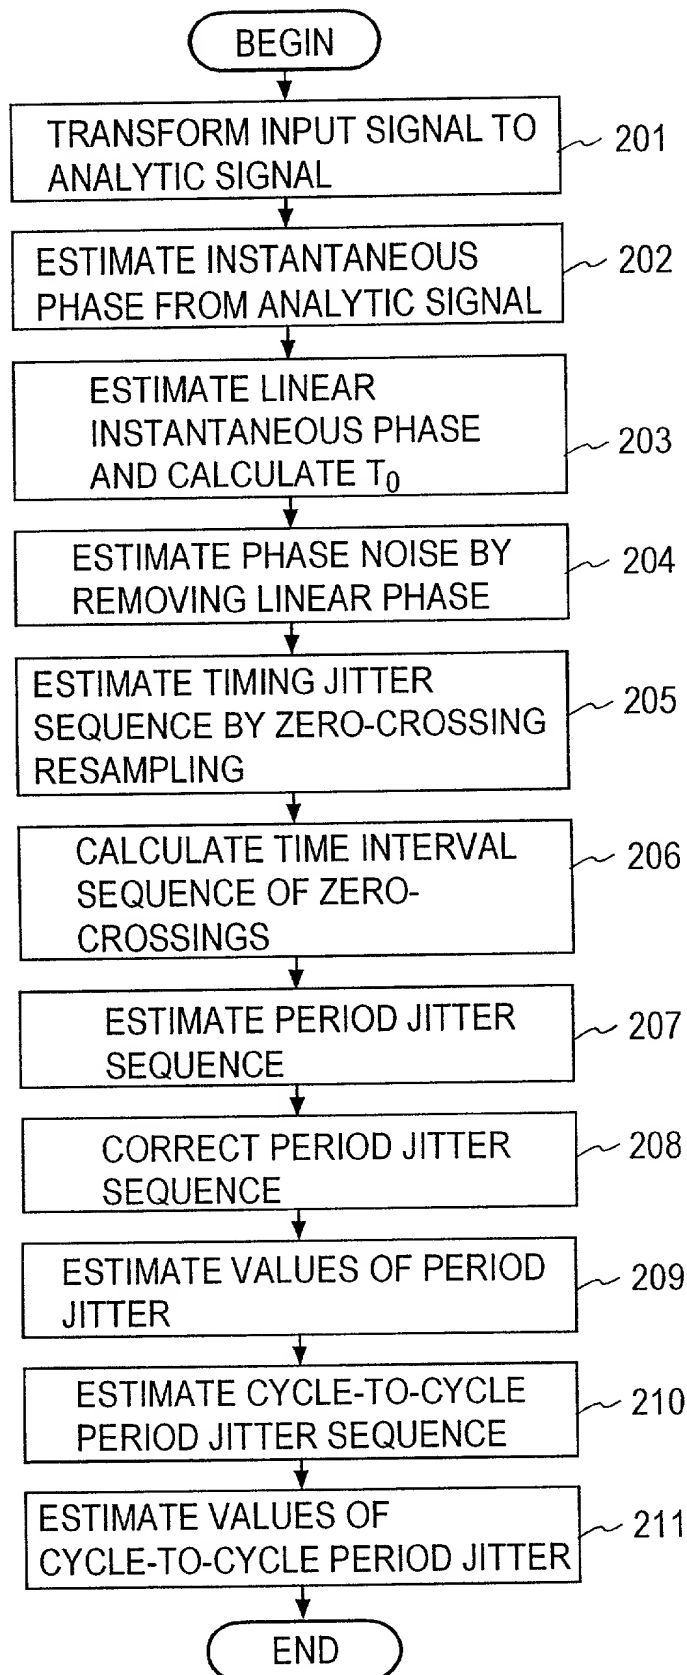 BEGIN
TRANSFORM INPUT SIGNAL TO
ANALYTIC SIGNAL
201
ESTIMATE INSTANTANEOUS
PHASE FROM ANALYTIC SIGNAL
202
ESTIMATE LINEAR
INSTANTANEOUS PHASE
AND CALCULATE T₀
203
ESTIMATE PHASE NOISE BY
REMOVING LINEAR PHASE
204
ESTIMATE TIMING JITTER
SEQUENCE BY ZERO-CROSSING
RESAMPLING
205
CALCULATE TIME INTERVAL
SEQUENCE OF ZERO-
CROSSINGS
206
ESTIMATE PERIOD JITTER
SEQUENCE
207
CORRECT PERIOD JITTER
SEQUENCE
208
ESTIMATE VALUES OF PERIOD
JITTER
209
ESTIMATE CYCLE-TO-CYCLE
PERIOD JITTER SEQUENCE
210
ESTIMATE VALUES OF
CYCLE-TO-CYCLE PERIOD JITTER
211
END